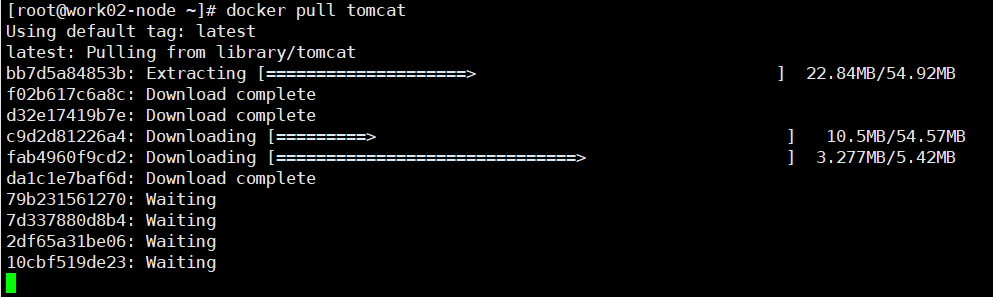 [root@work02-node ~]# docker pull tomcat
Using default tag: latest
latest: Pulling from library/tomcat
bb7d5a84853b: Extracting [====================>                              ]  22.84MB/54.92MB
f02b617c6a8c: Download complete
d32e17419b7e: Download complete
c9d2d81226a4: Downloading [=========>                                         ]   10.5MB/54.57MB
fab4960f9cd2: Downloading [==============================>                    ]  3.277MB/5.42MB
da1c1e7baf6d: Download complete
79b231561270: Waiting
7d337880d8b4: Waiting
2df65a31be06: Waiting
10cbf519de23: Waiting